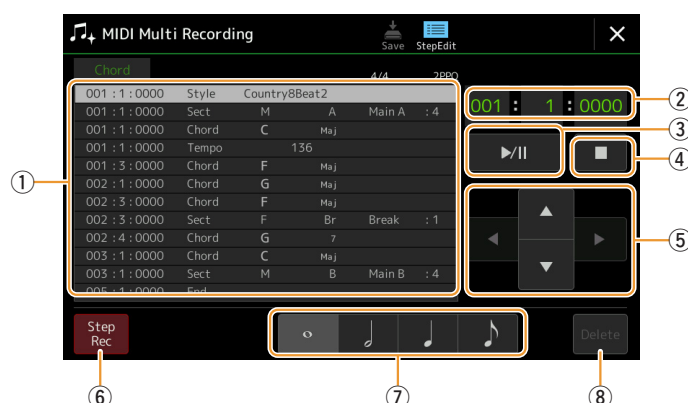 MIDI Multi Recording
Save StepEdit
Chord 4/4 2PPQ
001 : 1 : 0000 Style Country8Beat2
001 : 1 : 0000 Sect M A Main A : 4
001 : 1 : 0000 Chord C Maj
001 : 1 : 0000 Tempo 136
001 : 3 : 0000 Chord F Maj
002 : 1 : 0000 Chord G Maj
002 : 3 : 0000 Chord F Maj
002 : 3 : 0000 Sect F Br Break : 1
002 : 4 : 0000 Chord G 7
003 : 1 : 0000 Chord C Maj
003 : 1 : 0000 Sect M B Main B : 4
005 : 1 : 0000 End
001 : 1 : 0000
Step
Rec
Delete
①
②
③
④
⑤
⑥ ⑦ ⑧